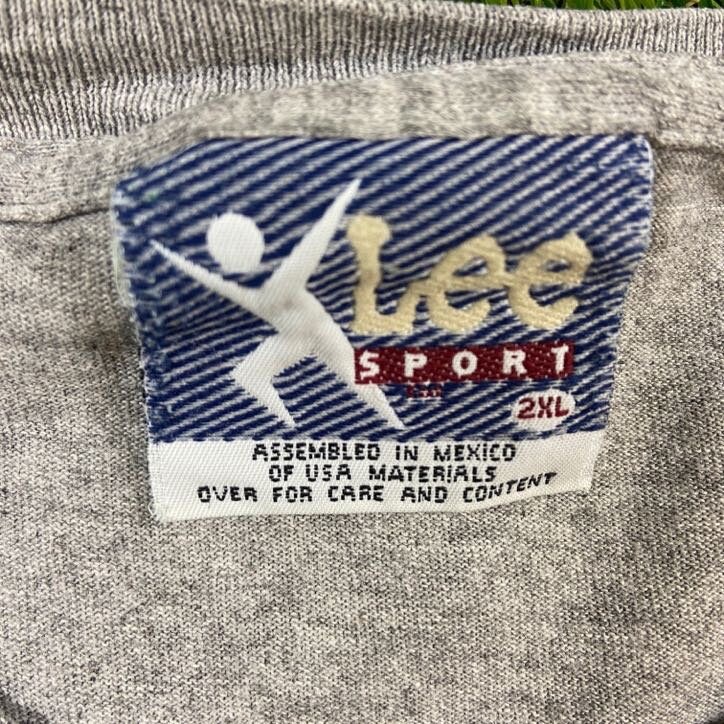 Lee
SPORT
2XL
ASSEMBLED IN MEXICO
OF USA MATERIALS
OVER FOR CARE AND CONTENT